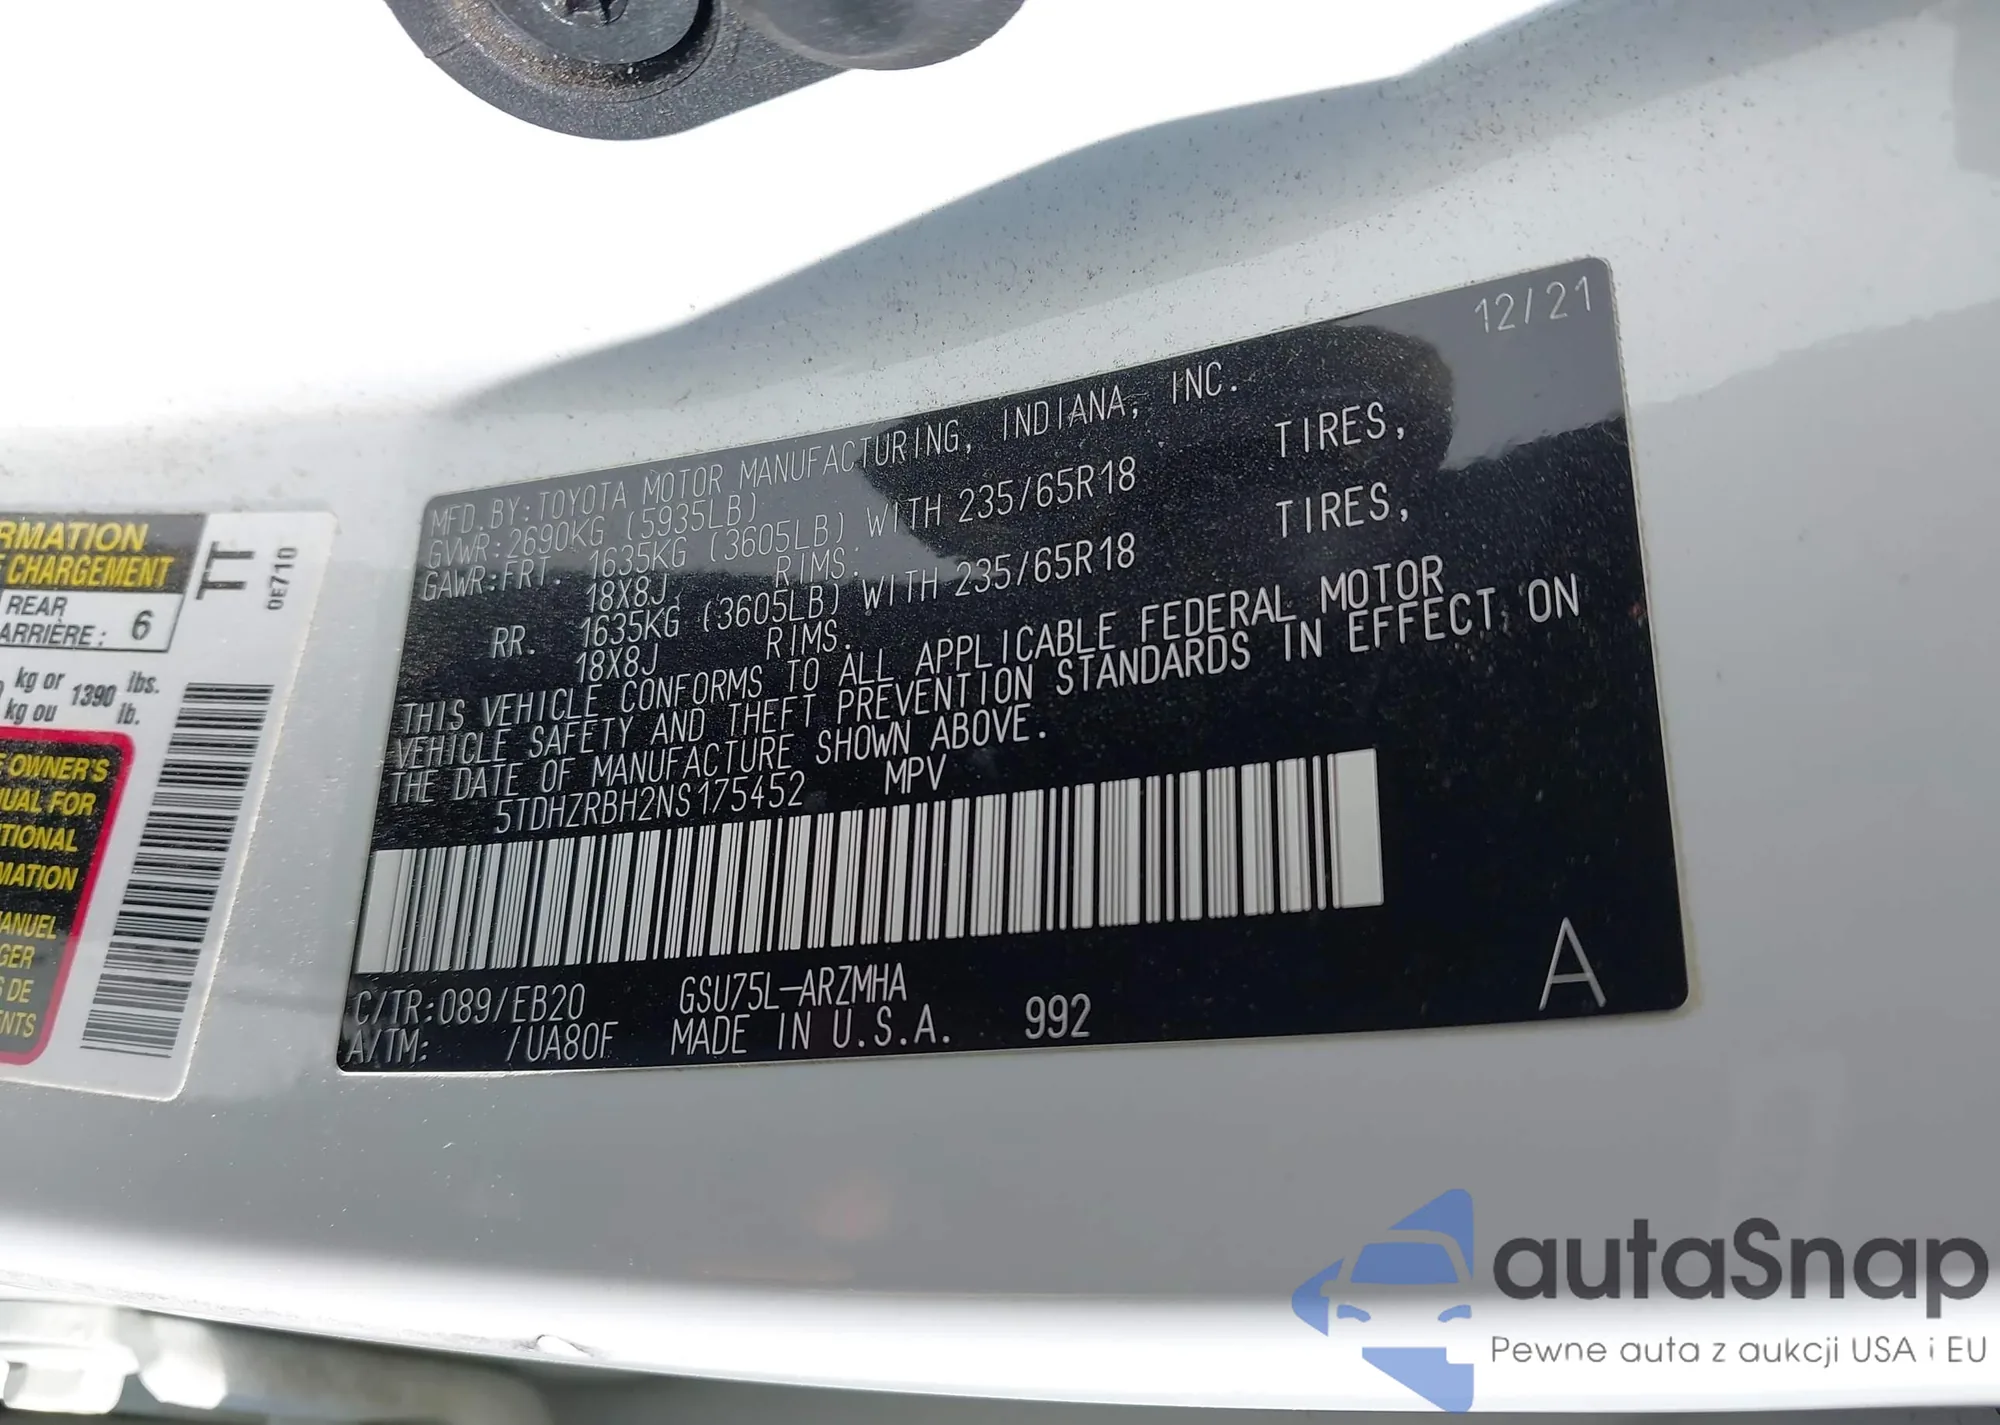 12/21
MFD. BY: TOYOTA MOTOR MANUFACTURING, INDIANA, INC.
GVWR: 2690KG (5935LB)
GAWR: FRT. 1635KG (3605LB) WITH 235/65R18 TIRES,
18X8J RIMS.
RR. 1635KG (3605LB) WITH 235/65R18 TIRES,
18X8J RIMS.
THIS VEHICLE CONFORMS TO ALL APPLICABLE FEDERAL MOTOR
VEHICLE SAFETY AND THEFT PREVENTION STANDARDS IN EFFECT ON
THE DATE OF MANUFACTURE SHOWN ABOVE.
5TDHZRBH2NS175452 MPV
C/TR: 089/EB20 GSU75L-ARZMHA
A/TM: /UA80F MADE IN U.S.A. 992
A
RMATION
CHARGEMENT
REAR
ARRIÈRE: 6
kg or 1390 lbs.
kg ou lb.
TT
0E710
OWNER'S
UAL FOR
TIONAL
MATION
ANUEL
GER
S DE
NTS
autaSnap
Pewne auta z aukcji USA i EU